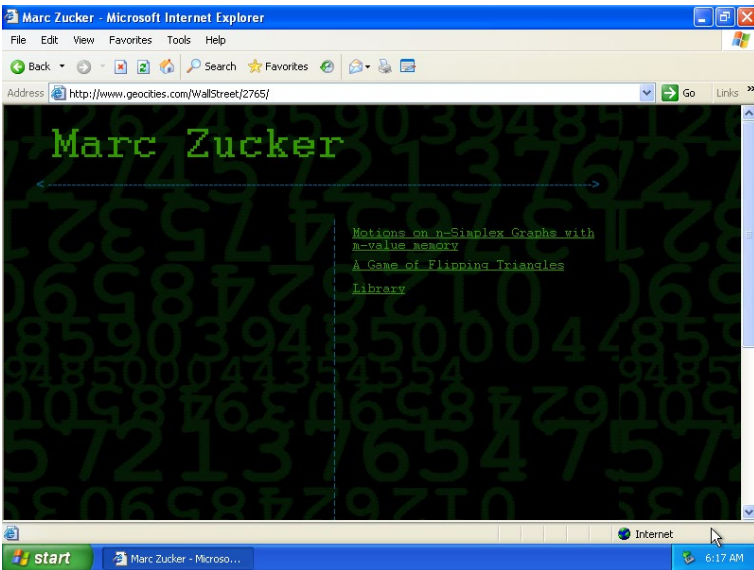 Marc Zucker - Microsoft Internet Explorer
File Edit View Favorites Tools Help
Back Search Favorites
Address http://www.geocities.com/WallStreet/2765/ Go Links »
Marc Zucker
Motions on n-Simplex Graphs with
m-value memory
A Game of Flipping Triangles
Library
Internet
start Marc Zucker - Microso... 6:17 AM